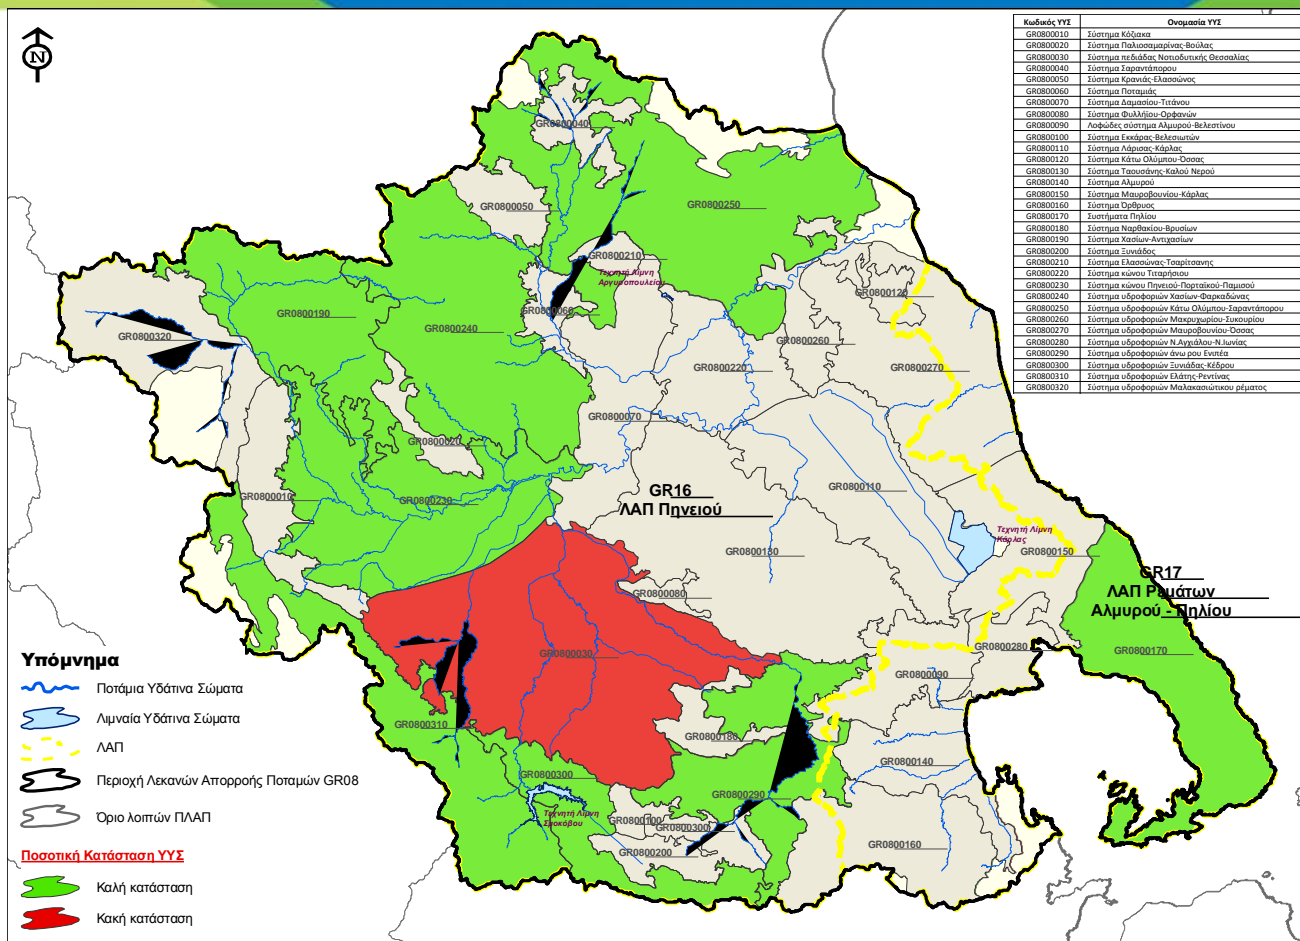 N
Κωδικός ΥΥΣ Ονομασία ΥΥΣ
GR0800010 Σύστημα Κόζιακα
GR0800020 Σύστημα Παλιοσαμαρίνας-Βούλας
GR0800030 Σύστημα πεδιάδας Νοτιοδυτικής Θεσσαλίας
GR0800040 Σύστημα Σαραντάπορου
GR0800050 Σύστημα Κρανιάς-Ελασσόνος
GR0800060 Σύστημα Ποταμιάς
GR0800070 Σύστημα Δαμασίου-Τιτάνου
GR0800080 Σύστημα Φυλλήϊου-Ορφανών
GR0800090 Λοφώδες σύστημα Αλμυρού-Βελεστίνου
GR0800100 Σύστημα Εκκάρας-Βελεσιωτών
GR0800110 Σύστημα Λάρισας-Κάρλας
GR0800120 Σύστημα Κάτω Ολύμπου-Όσσας
GR0800130 Σύστημα Ταουσάνης-Καλού Νερού
GR0800140 Σύστημα Αλμυρού
GR0800150 Σύστημα Μαυροβουνίου-Κάρλας
GR0800160 Σύστημα Όρθρυος
GR0800170 Συστήματα Πηλίου
GR0800180 Σύστημα Ναρθακίου-Βρυσίων
GR0800190 Σύστημα Χασίων-Αντιχασίων
GR0800200 Σύστημα Ξυνιάδος
GR0800210 Σύστημα Ελασσώνας-Τσαρίτσανης
GR0800220 Σύστημα κώνου Τιταρήσιου
GR0800230 Σύστημα κώνου Πηνειού-Πορταϊκού-Παμισού
GR0800240 Σύστημα υδροφοριών Χασίων-Φαρκαδώνας
GR0800250 Σύστημα υδροφοριών Κάτω Ολύμπου-Σαραντάπορου
GR0800260 Σύστημα υδροφοριών Μακρυχωρίου-Συκουρίου
GR0800270 Σύστημα υδροφοριών Μαυροβουνίου-Όσσας
GR0800280 Σύστημα υδροφοριών Ν.Αγχιάλου-Ν.Ιωνίας
GR0800290 Σύστημα υδροφοριών άνω ρου Ενιπέα
GR0800300 Σύστημα υδροφοριών Ξυνιάδας-Κέδρου
GR0800310 Σύστημα υδροφοριών Ελάτης-Ρεντίνας
GR0800320 Σύστημα υδροφοριών Μαλακασιώτικου ρέματος
GR0800040
GR0800050
GR0800250
GR0800210
Τεχνητή Λίμνη
Αργυροπουλείου
GR0800120
GR0800190
GR0800060
GR0800240
GR0800320
GR0800260
GR0800220
GR0800270
GR0800070
GR0800020
GR0800010
GR0800230
GR16
ΛΑΠ Πηνειού
GR0800110
Τεχνητή Λίμνη
Κάρλας
GR0800130
GR0800150
GR17
ΛΑΠ Ρεμάτων
Αλμυρού - Πηλίου
GR0800080
GR0800030
GR0800280
GR0800170
GR0800090
GR0800310
GR0800180
GR0800140
GR0800300
GR0800290
Τεχνητή Λίμνη
Σμοκόβου
GR0800100
GR0800300
GR0800200
GR0800160
Υπόμνημα
Ποτάμια Υδάτινα Σώματα
Λιμναία Υδάτινα Σώματα
ΛΑΠ
Περιοχή Λεκανών Απορροής Ποταμών GR08
Όριο λοιπών ΠΛΑΠ
Ποσοτική Κατάσταση ΥΥΣ
Καλή κατάσταση
Κακή κατάσταση